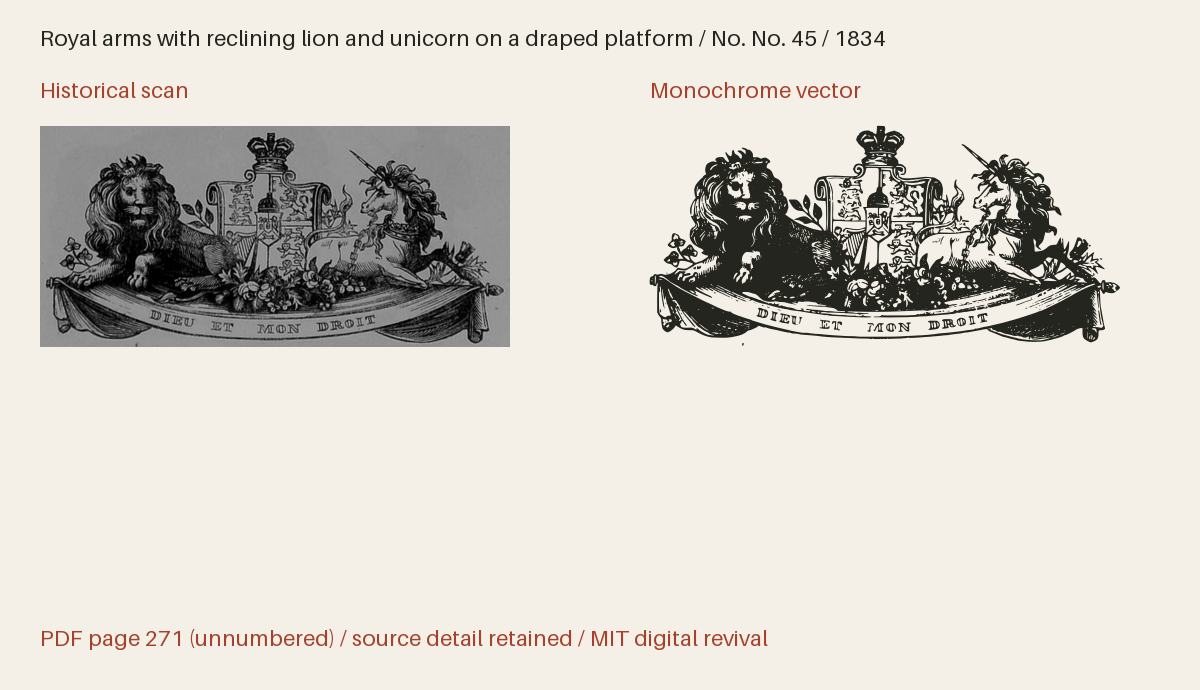 Royal arms with reclining lion and unicorn on a draped platform / No. No. 45 / 1834
Historical scan
Monochrome vector
DIEU ET MON DROIT
DIEU ET MON DROIT
PDF page 271 (unnumbered) / source detail retained / MIT digital revival